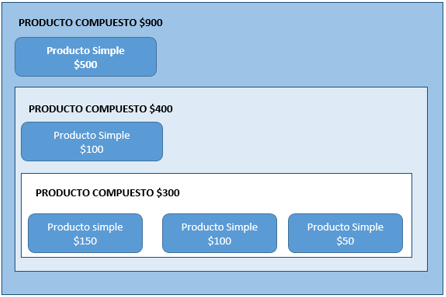 PRODUCTO COMPUESTO $900
Producto Simple
$500
PRODUCTO COMPUESTO $400
Producto Simple
$100
PRODUCTO COMPUESTO $300
Producto simple
$150
Producto Simple
$100
Producto Simple
$50